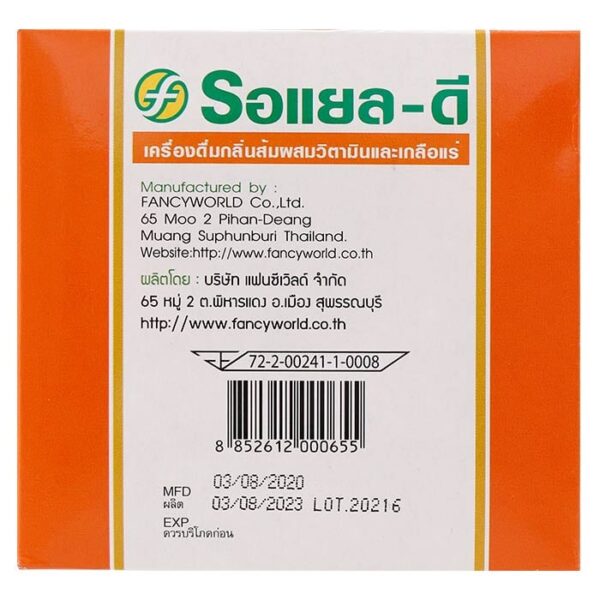 รอแยล-ดี
เครื่องดื่มกลิ่นส้มผสมวิตามินและเกลือแร่
Manufactured by :
FANCYWORLD Co.,Ltd.
65 Moo 2 Pihan-Deang
Muang Suphunburi Thailand.
Website:http://www.fancyworld.co.th
ผลิตโดย : บริษัท แฟนซีเวิลด์ จำกัด
65 หมู่ 2 ต.พิหารแดง อ.เมือง สุพรรณบุรี
http://www.fancyworld.co.th
72-2-00241-1-0008
8 852612 000655
03/08/2020
MFD
ผลิต 03/08/2023 LOT.20216
EXP
ควรบริโภคก่อน